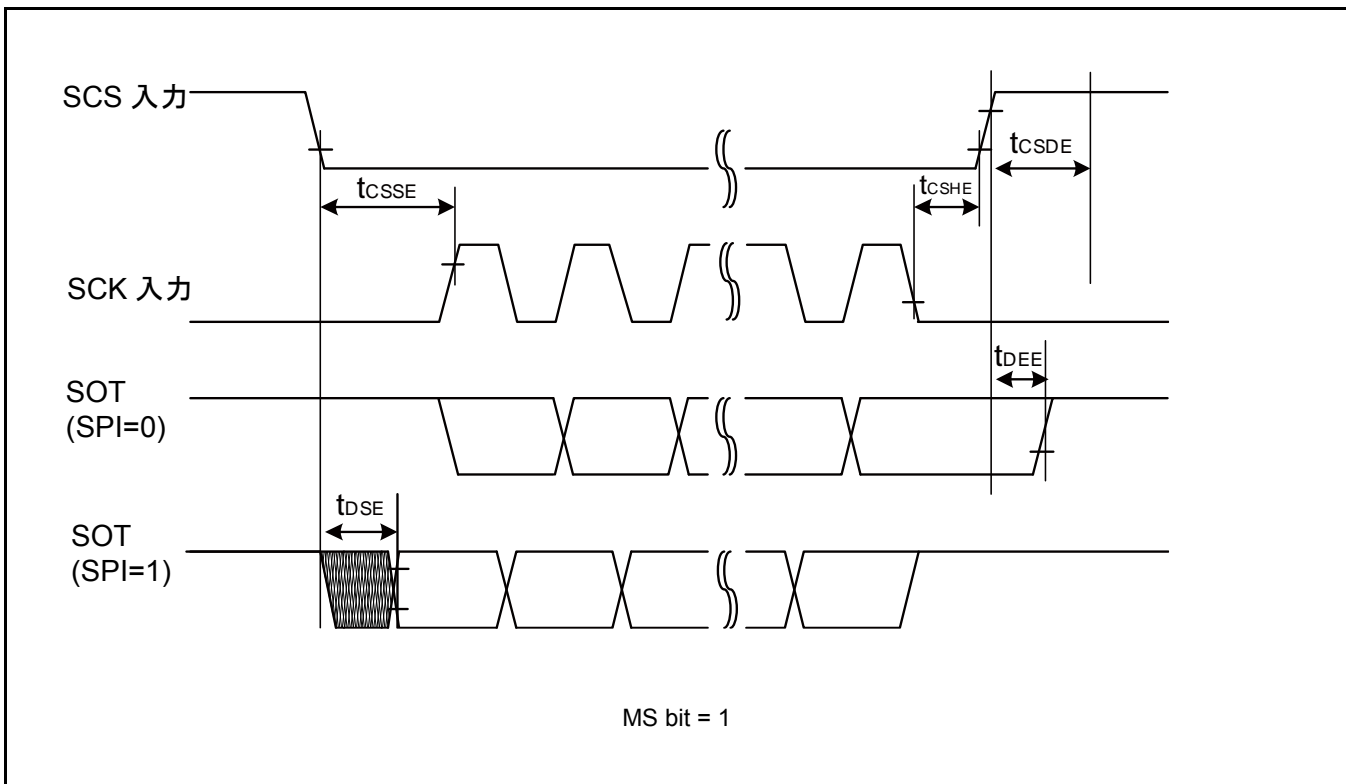 SCS 入力
tCSDE
tCSSE
tCSHE
SCK 入力
tDEE
SOT
(SPI=0)
tDSE
SOT
(SPI=1)
MS bit = 1